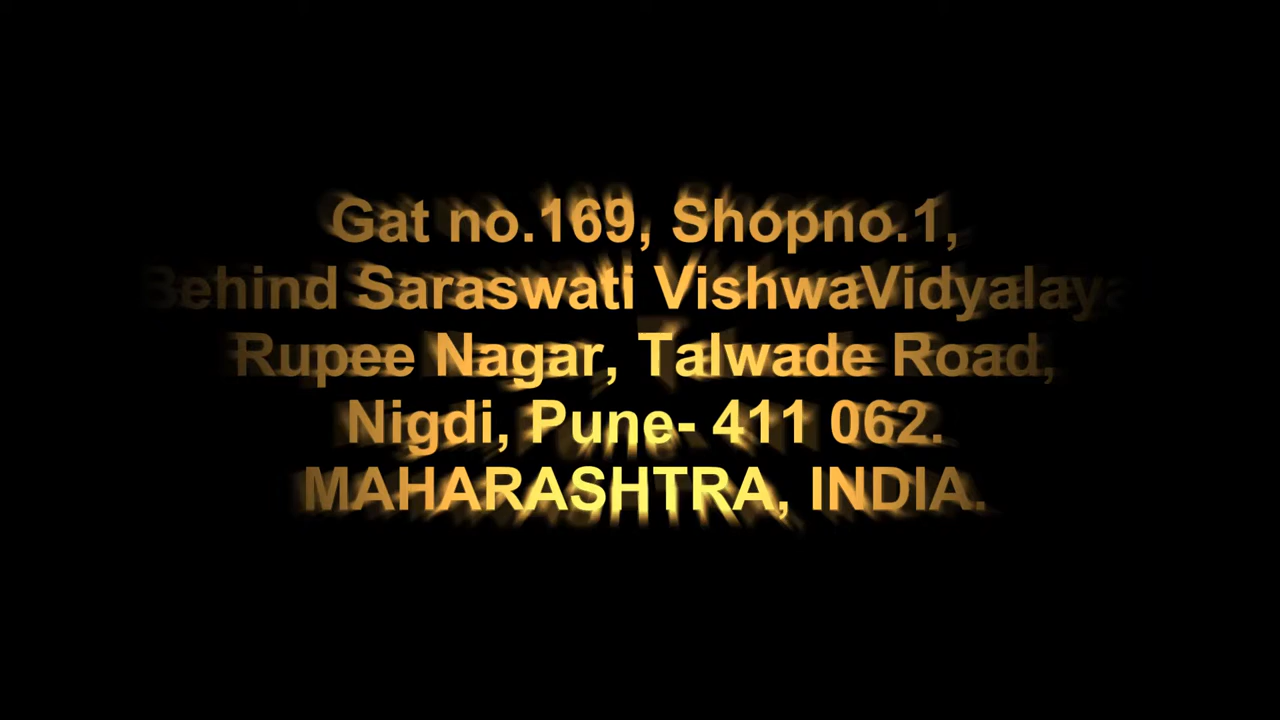 Gat no.169, Shopno.1,
Behind Saraswati VishwaVidyalaya
Rupee Nagar, Talwade Road,
Nigdi, Pune- 411 062.
MAHARASHTRA, INDIA.